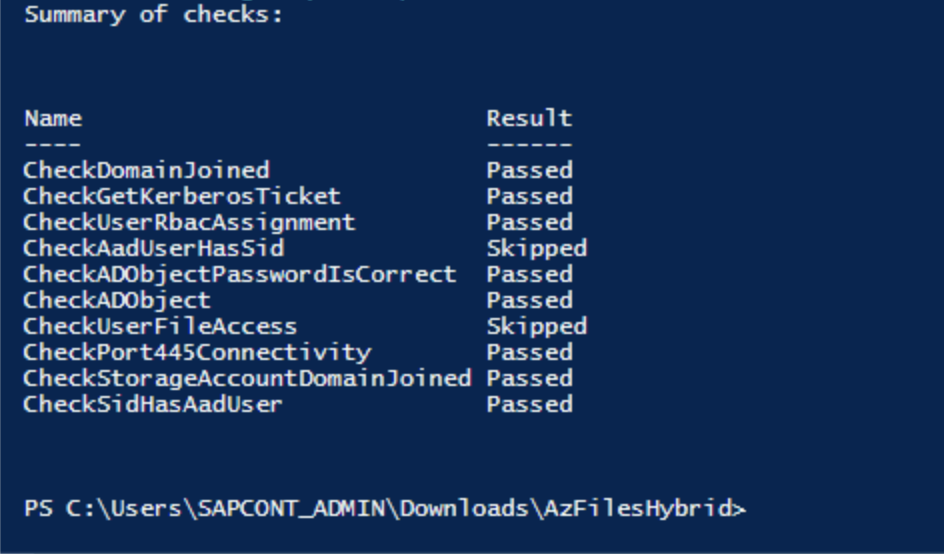 Summary of checks:
Name Result
---- ------
CheckDomainJoined Passed
CheckGetKerberosTicket Passed
CheckUserRbacAssignment Passed
CheckAadUserHasSid Skipped
CheckADObjectPasswordIsCorrect Passed
CheckADObject Passed
CheckUserFileAccess Skipped
CheckPort445Connectivity Passed
CheckStorageAccountDomainJoined Passed
CheckSidHasAadUser Passed
PS C:\Users\SAPCONT_ADMIN\Downloads\AzFilesHybrid>